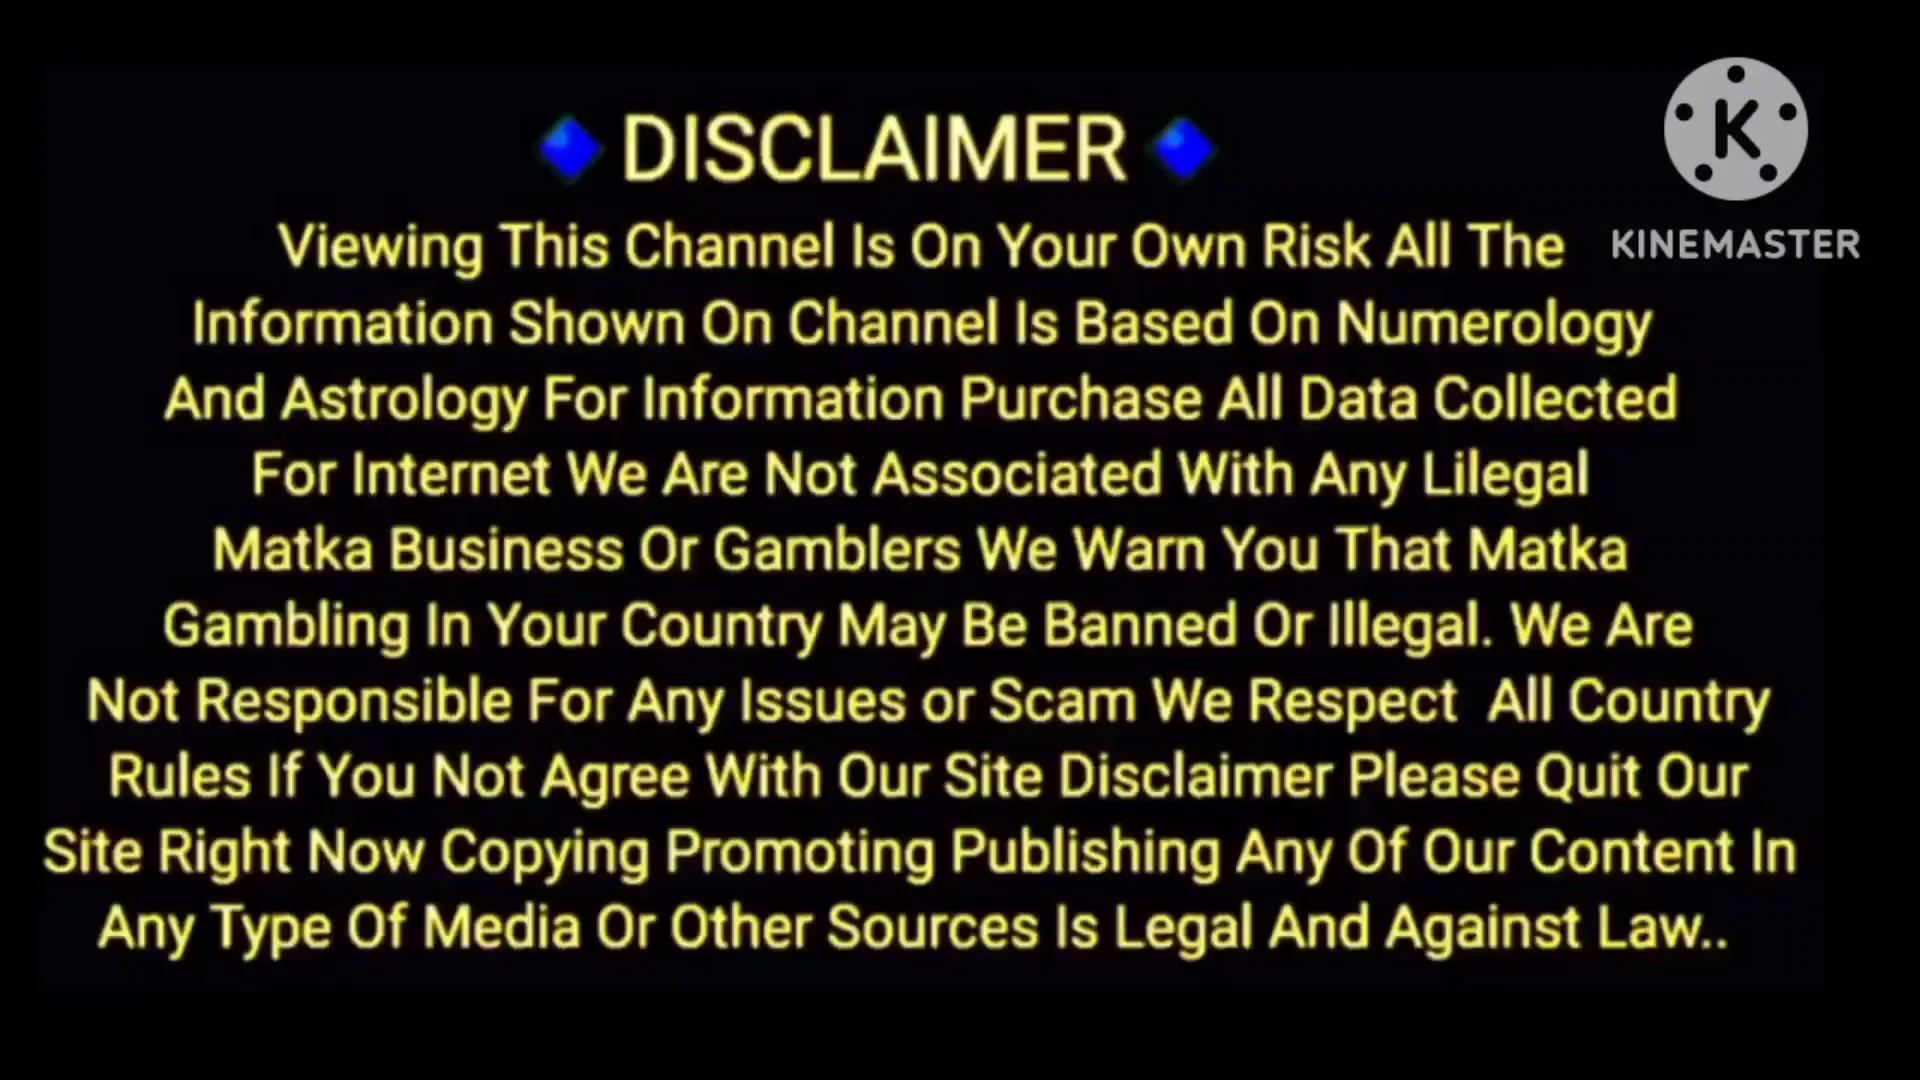 DISCLAIMER
Viewing This Channel Is On Your Own Risk All The
Information Shown On Channel Is Based On Numerology
And Astrology For Information Purchase All Data Collected
For Internet We Are Not Associated With Any Lilegal
Matka Business Or Gamblers We Warn You That Matka
Gambling In Your Country May Be Banned Or Illegal. We Are
Not Responsible For Any Issues or Scam We Respect All Country
Rules If You Not Agree With Our Site Disclaimer Please Quit Our
Site Right Now Copying Promoting Publishing Any Of Our Content In
Any Type Of Media Or Other Sources Is Legal And Against Law..
K
KINEMASTER